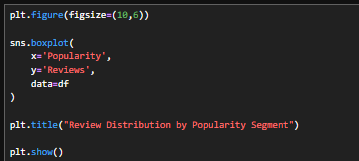 plt.figure(figsize=(10,6))
sns.boxplot(
    x='Popularity',
    y='Reviews',
    data=df
)
plt.title("Review Distribution by Popularity Segment")
plt.show()